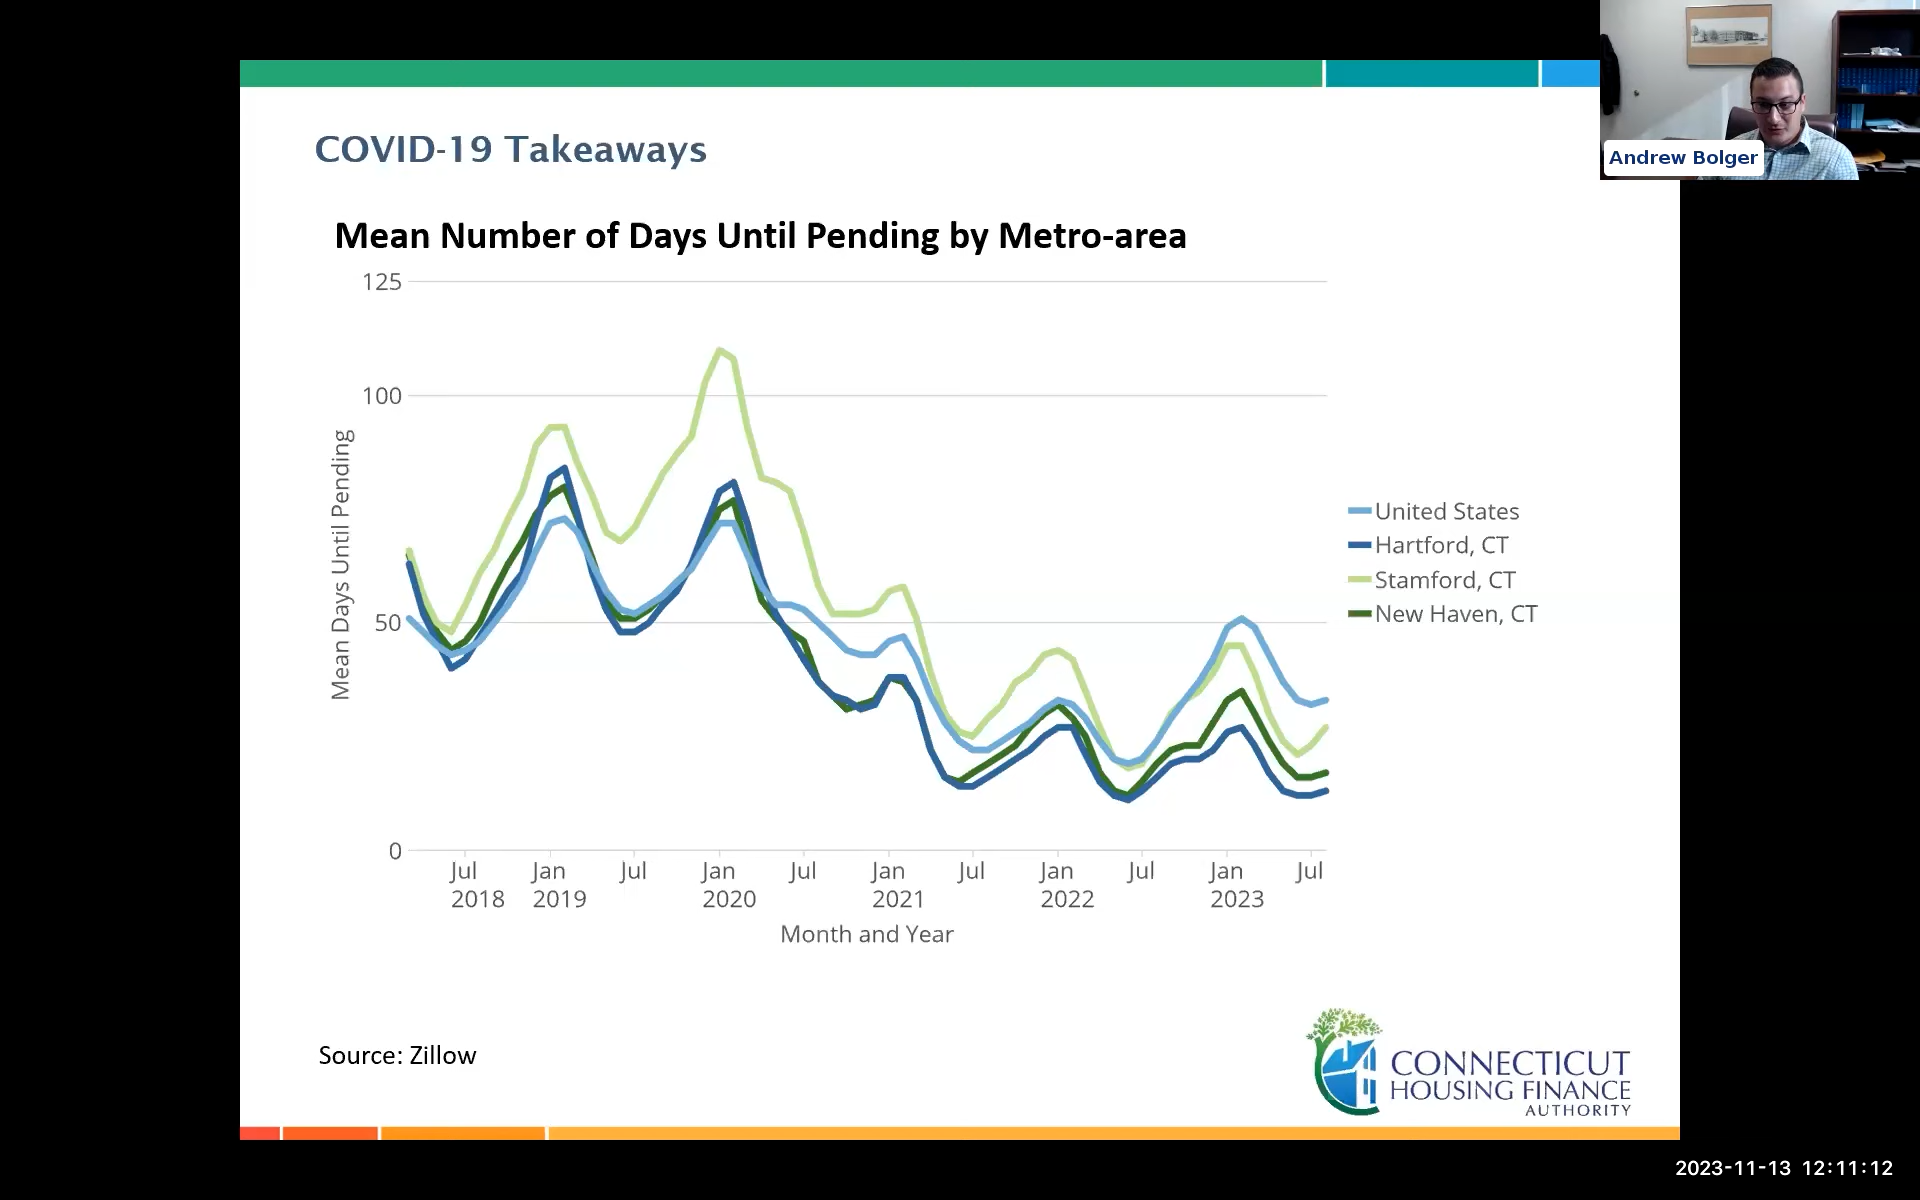 COVID-19 Takeaways
Andrew Bolger
Mean Number of Days Until Pending by Metro-area
Mean Days Until Pending
125
100
50
0
Jul Jan Jul Jan Jul Jan Jul Jan Jul Jan Jul
2018 2019 2020 2021 2022 2023
Month and Year
United States
Hartford, CT
Stamford, CT
New Haven, CT
Source: Zillow
CONNECTICUT
HOUSING FINANCE
AUTHORITY
2023-11-13 12:11:12